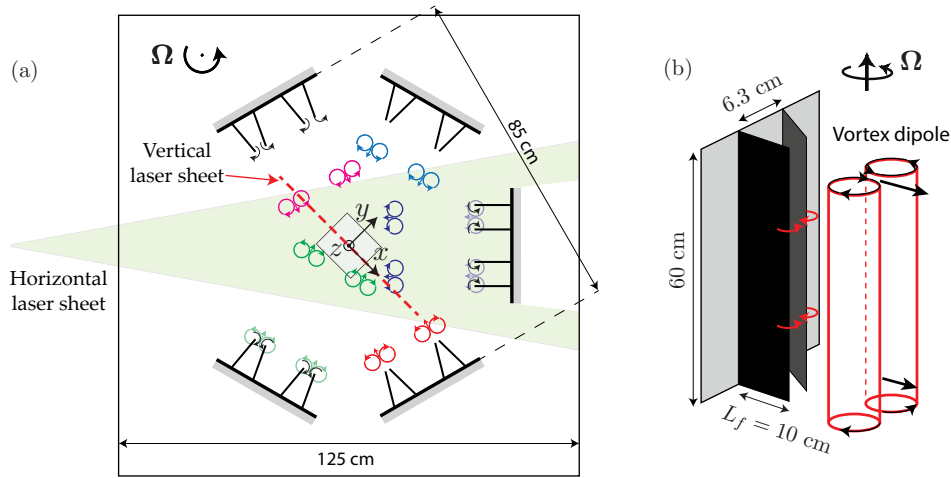 (a)
Ω
Vertical
laser sheet
85 cm
y
z
x
Horizontal
laser sheet
125 cm
(b)
Ω
6.3 cm
Vortex dipole
60 cm
L_f = 10 cm